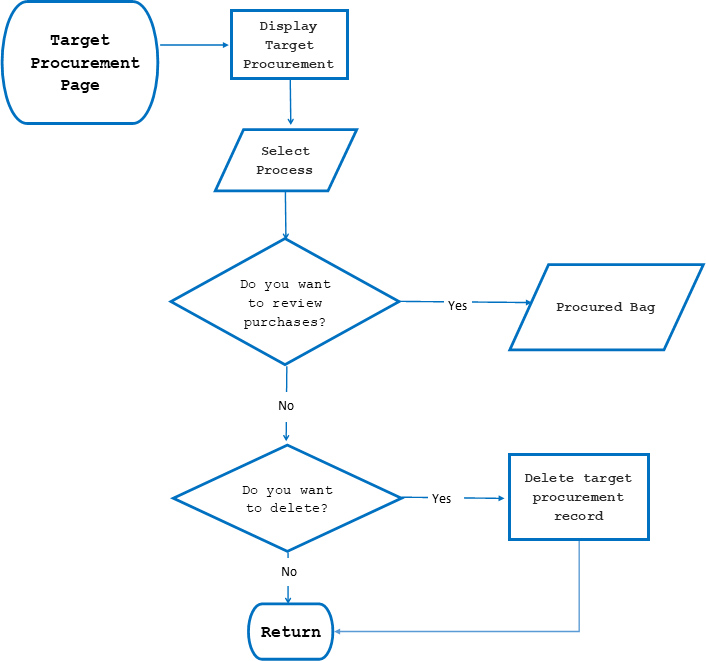 Target
Procurement
Page
Display
Target
Procurement
Select
Process
Do you want
to review
purchases?
Yes
Procured Bag
No
Do you want
to delete?
Yes
Delete target
procurement
record
No
Return